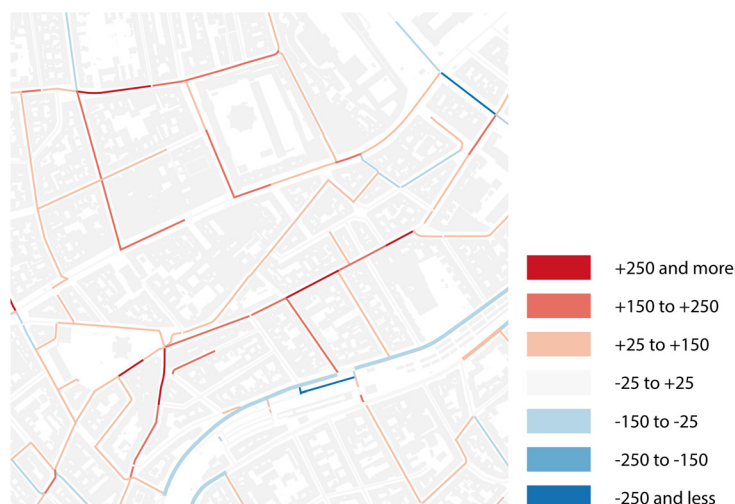 +250 and more
+150 to +250
+25 to +150
-25 to +25
-150 to -25
-250 to -150
-250 and less